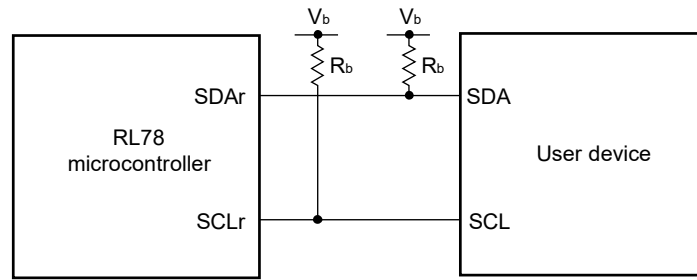 Vb
Vb
Rb
Rb
SDAr
SDA
RL78
microcontroller
User device
SCLr
SCL